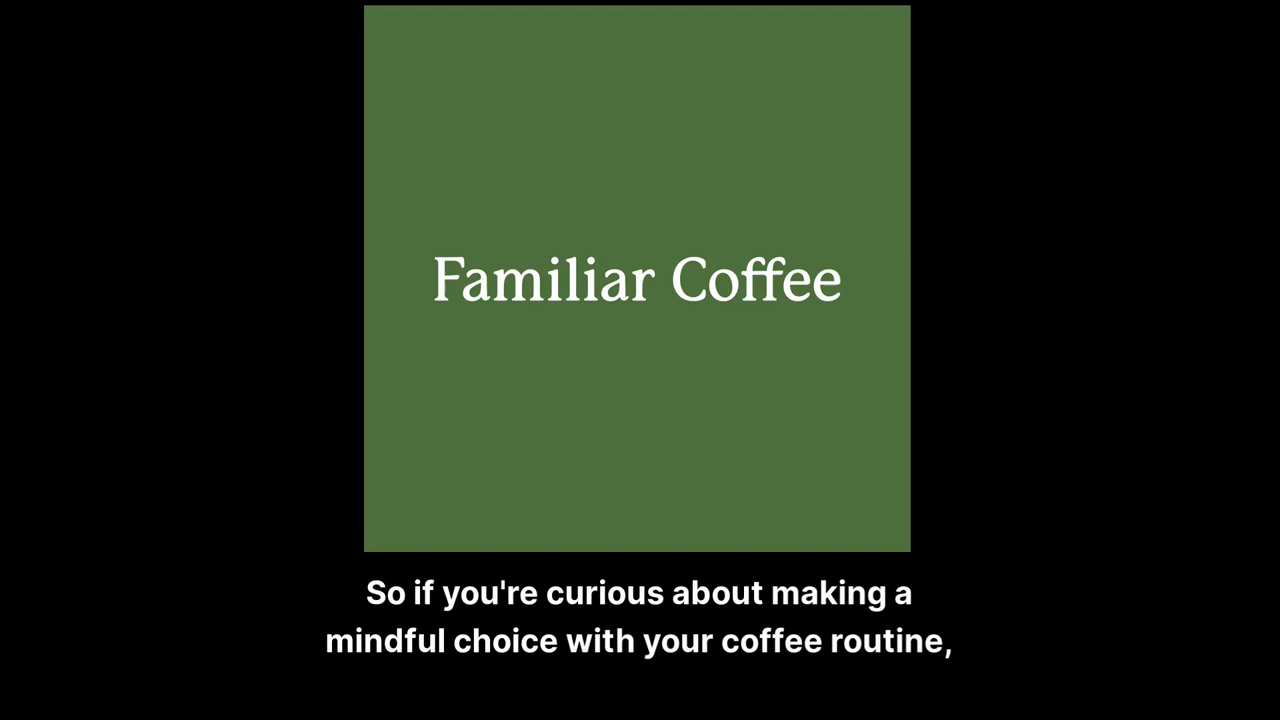 Familiar Coffee
So if you're curious about making a
mindful choice with your coffee routine,